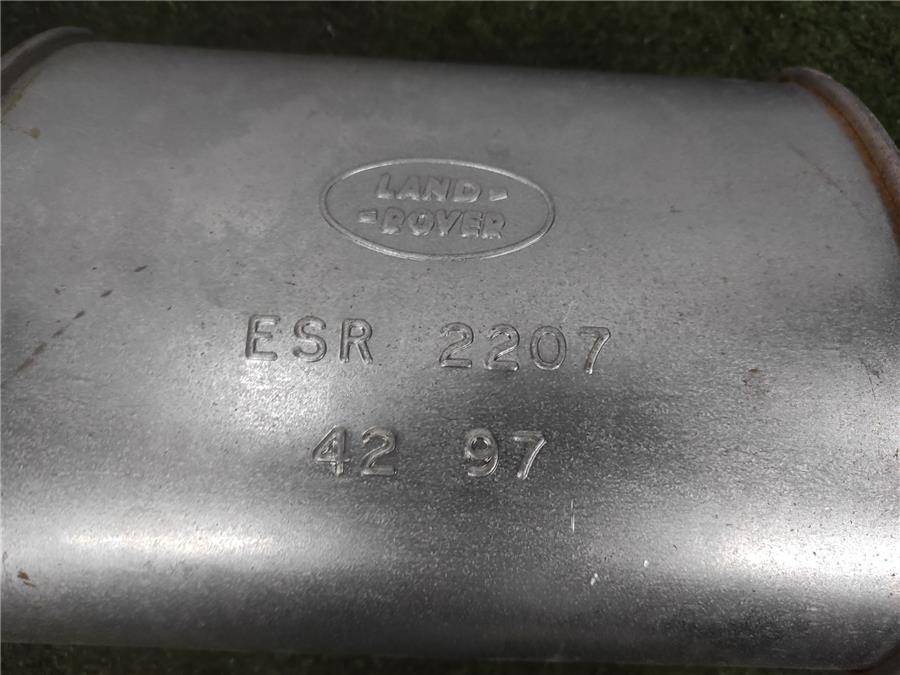 LAND-
-ROVER
ESR 2207
42 97